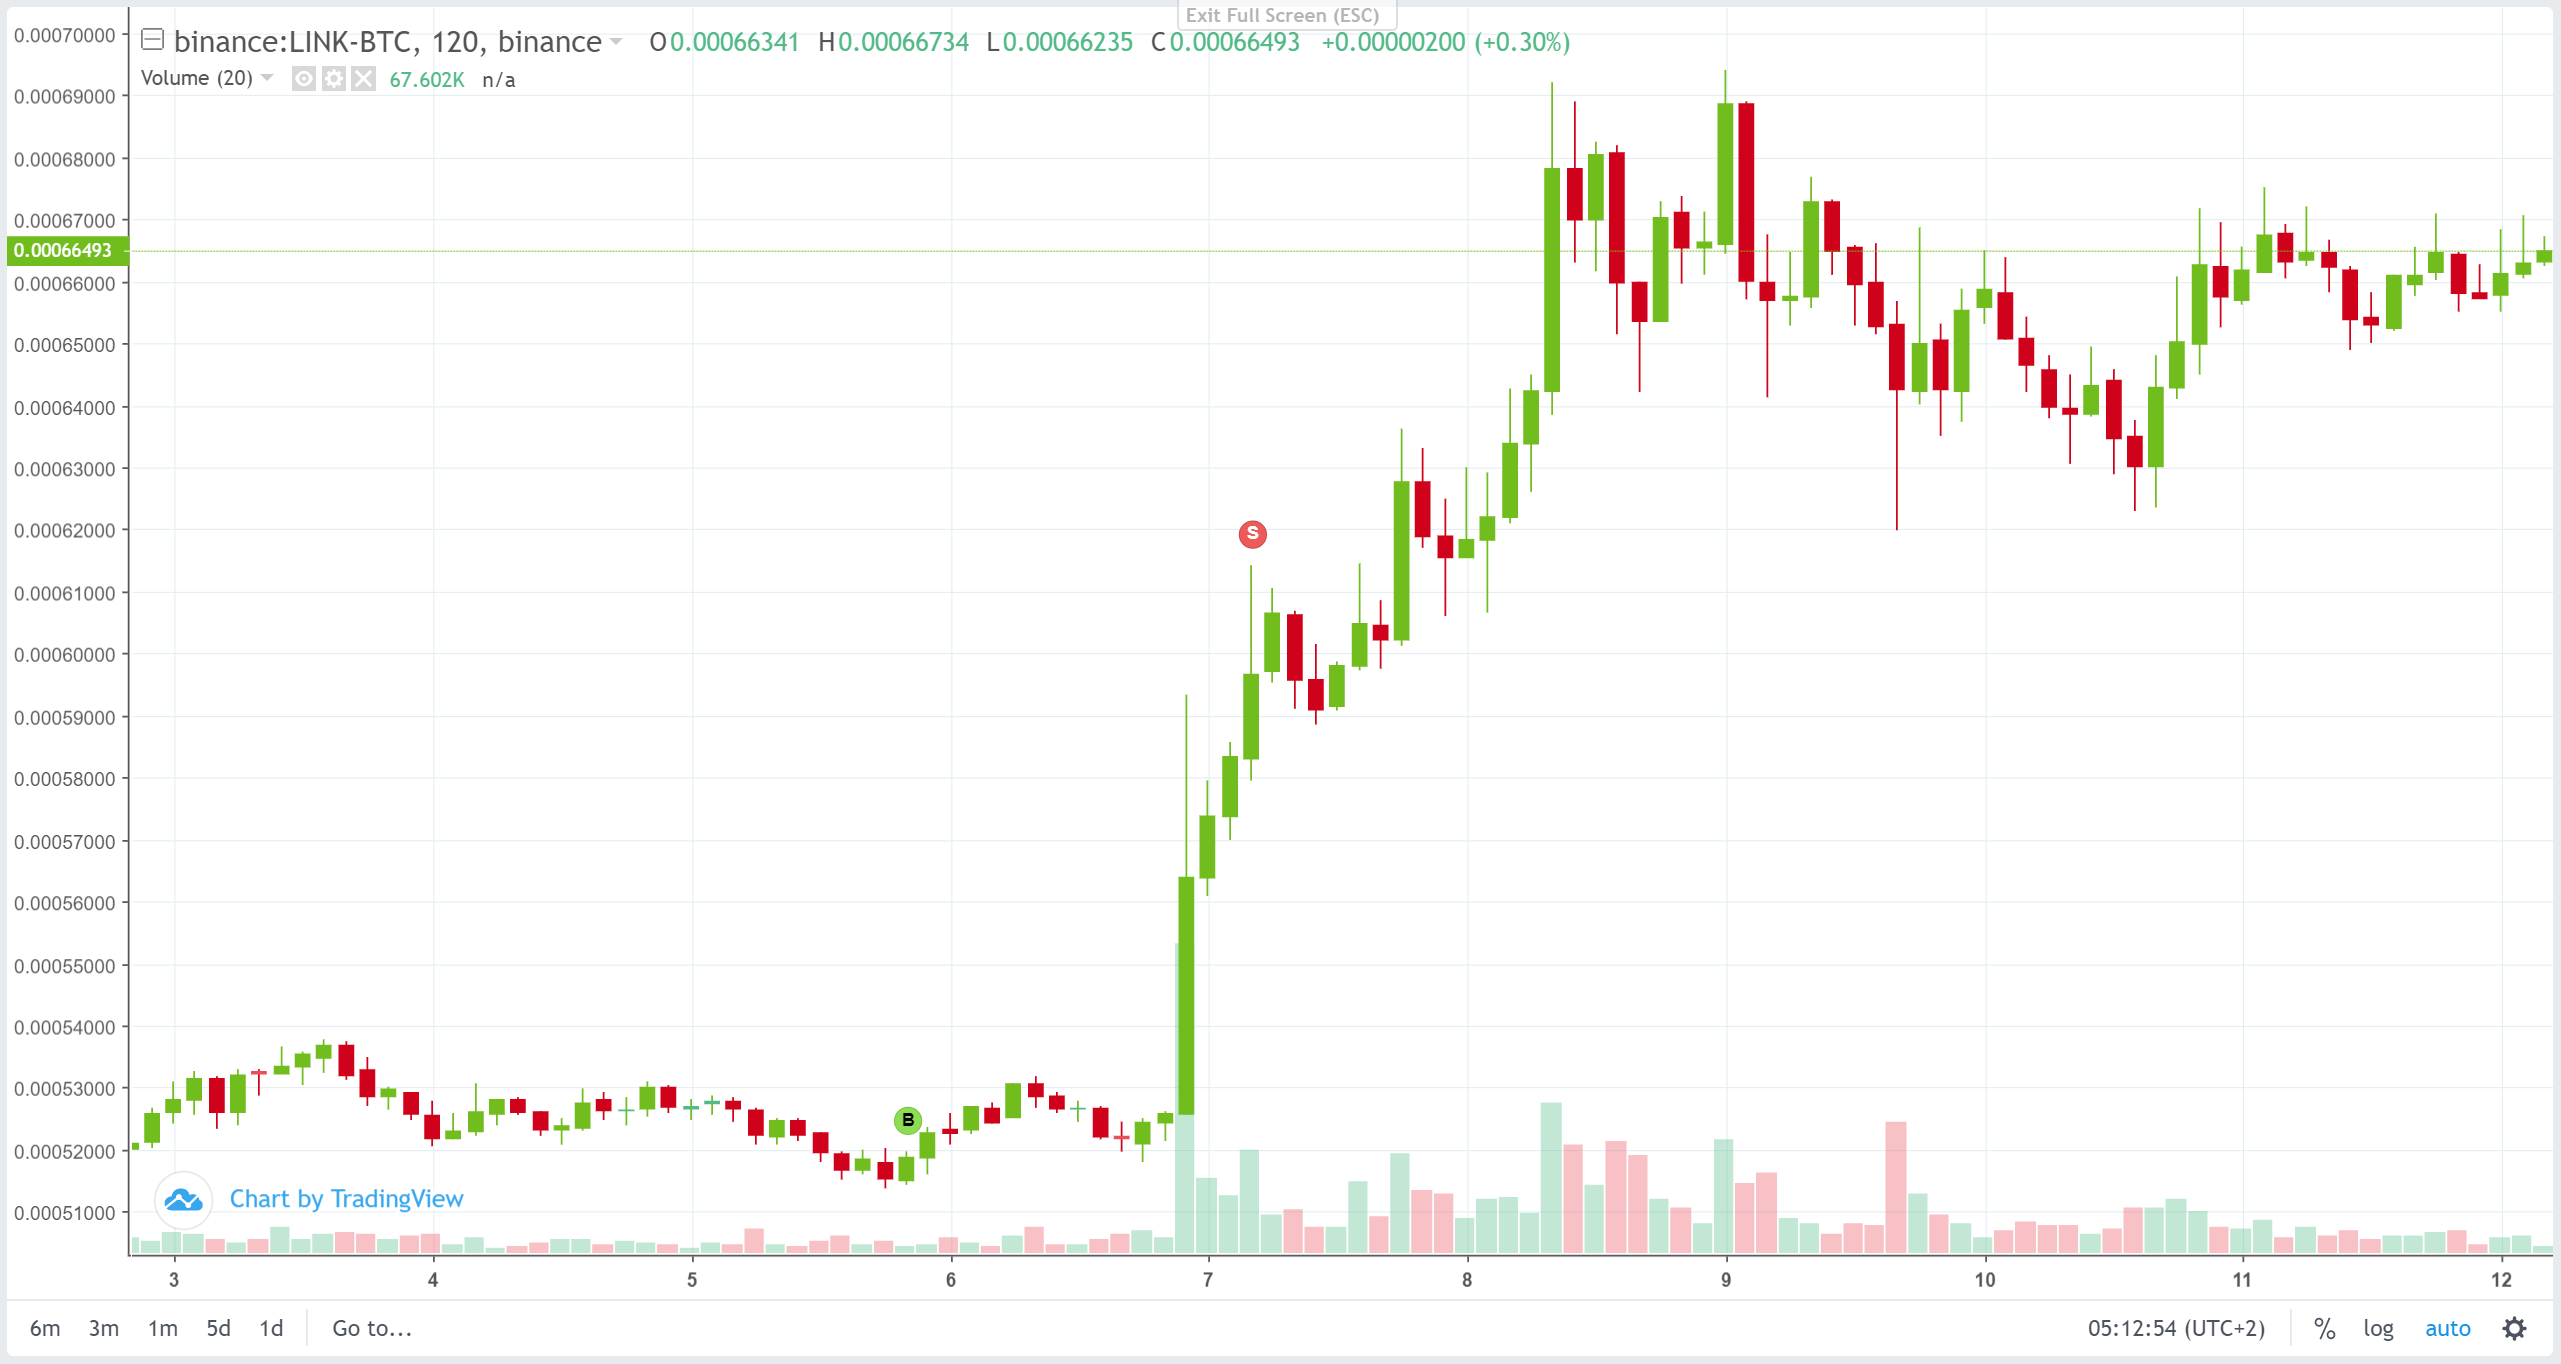 Exit Full Screen (ESC)
binance:LINK-BTC, 120, binance O0.00066341 H0.00066734 L0.00066235 C0.00066493 +0.00000200 (+0.30%)
Volume (20) 67.602K n/a
0.00070000
0.00069000
0.00068000
0.00067000
0.00066493
0.00066000
0.00065000
0.00064000
0.00063000
0.00062000
0.00061000
0.00060000
0.00059000
0.00058000
0.00057000
0.00056000
0.00055000
0.00054000
0.00053000
0.00052000
0.00051000
S
B
Chart by TradingView
3 4 5 6 7 8 9 10 11 12
6m 3m 1m 5d 1d Go to... 05:12:54 (UTC+2) % log auto